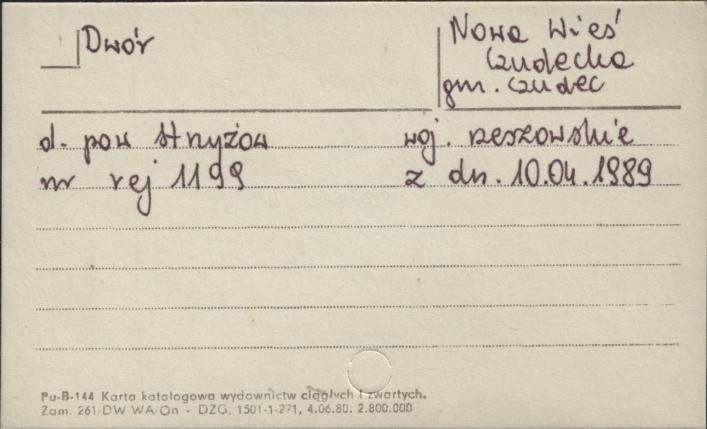 Dwór
Nowa Wieś
Czudecka
gm. Czudec
d. pow Strzyżow woj. rzeszowskie
nr rej 1199 z dn. 10.04.1989
Pu-B-144 Karta katalogowa wydawnictw ciągłych i zwartych.
Zam. 261/DW WA/On - DZG, 1501-1-271, 4.06.80. 2.800.000